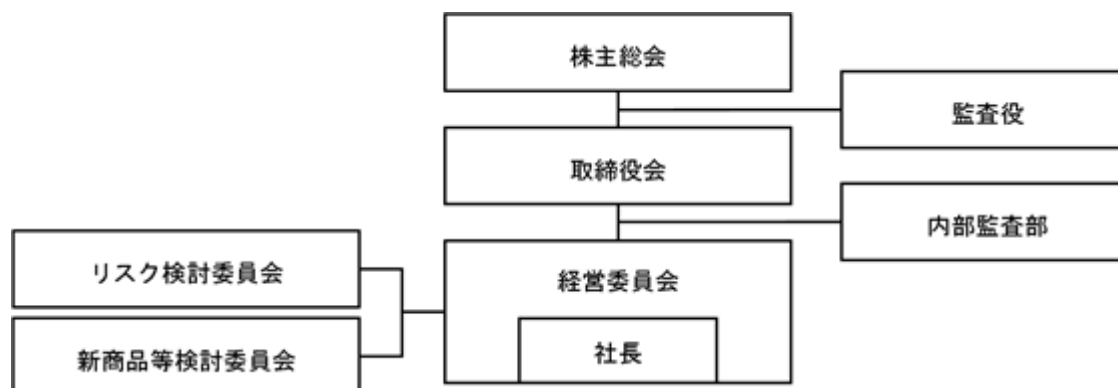 株主総会
監査役
取締役会
内部監査部
経営委員会
社長
リスク検討委員会
新商品等検討委員会